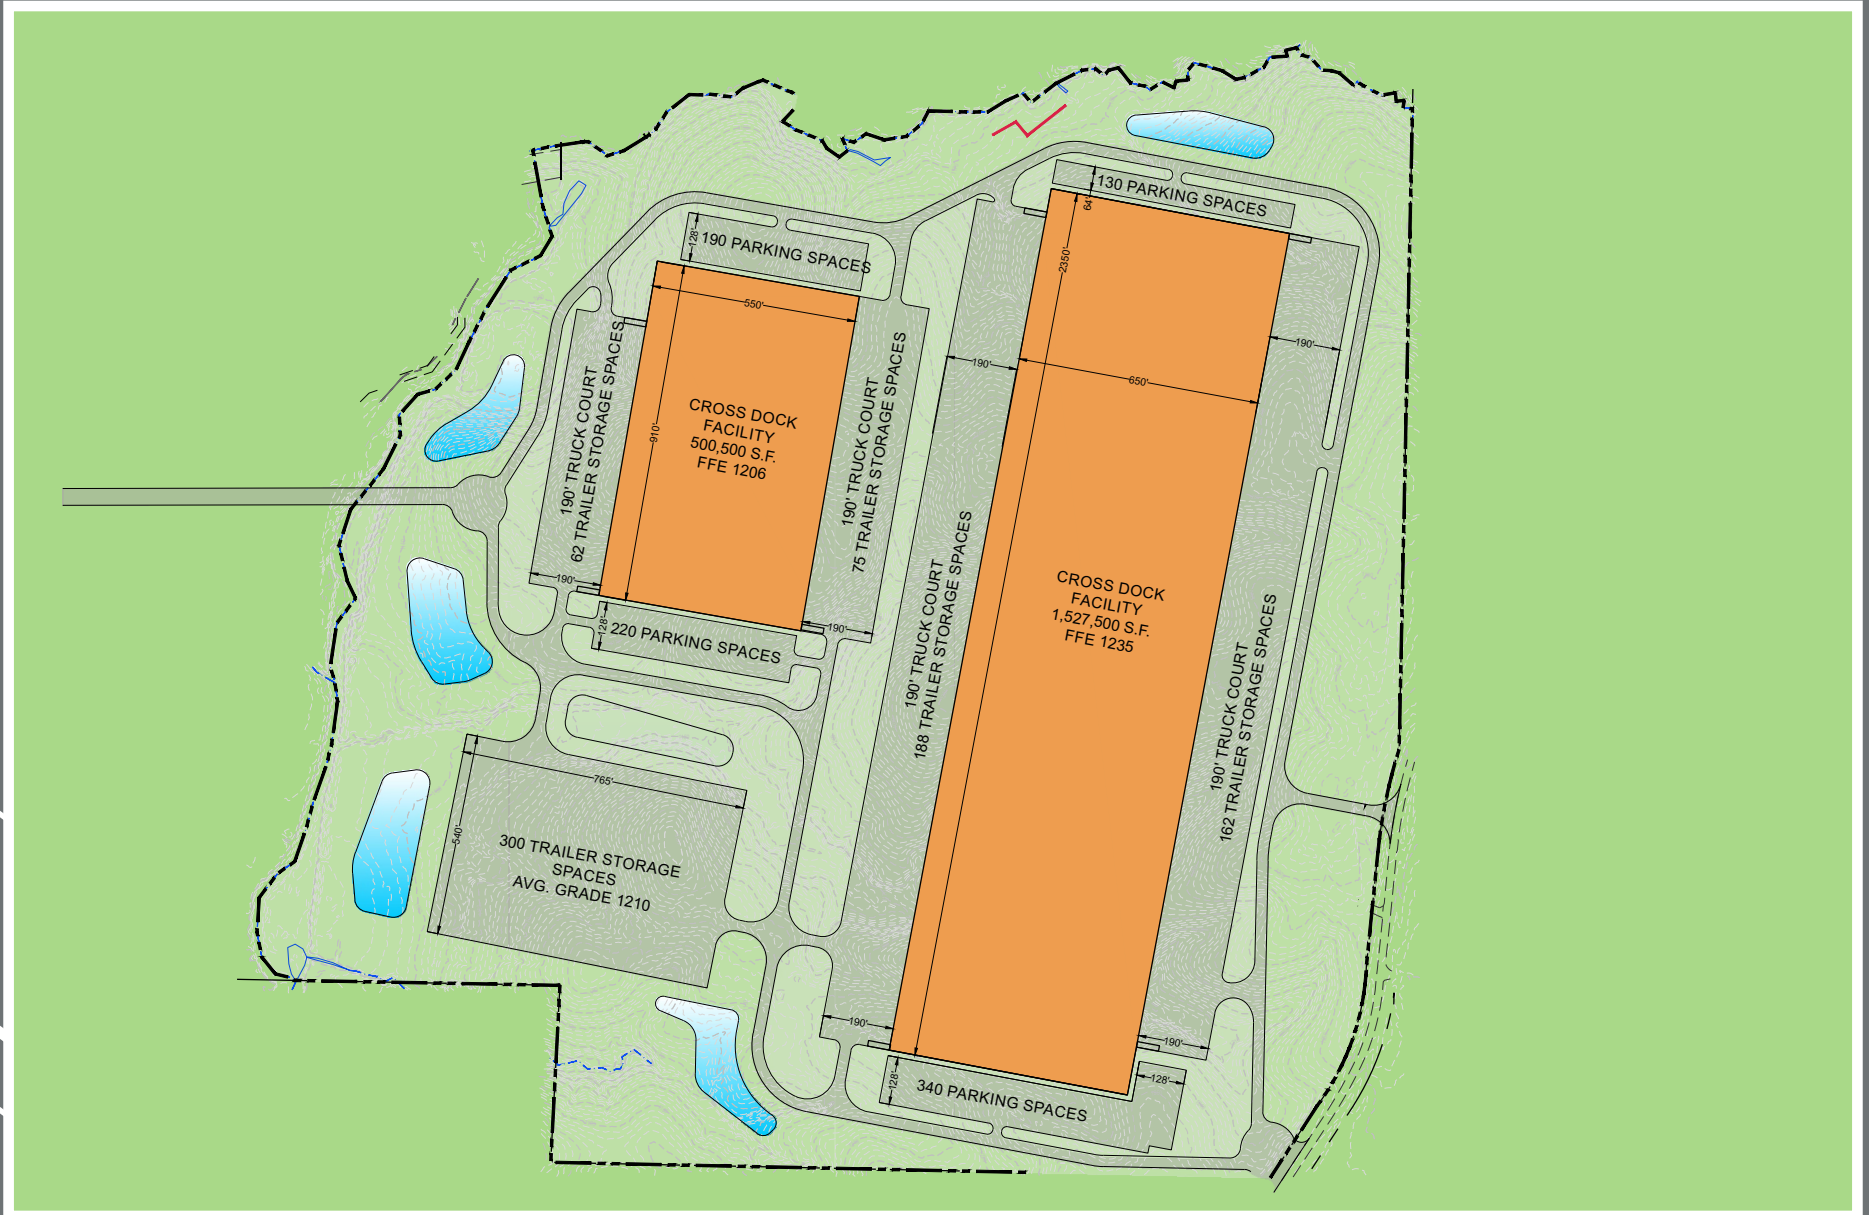 130 PARKING SPACES
64'
2350'
190 PARKING SPACES
128'
550'
190'
190'
650'
190' TRUCK COURT
62 TRAILER STORAGE SPACES
910'
CROSS DOCK
FACILITY
500,500 S.F.
FFE 1206
190' TRUCK COURT
75 TRAILER STORAGE SPACES
190'
128'
220 PARKING SPACES
190'
190' TRUCK COURT
188 TRAILER STORAGE SPACES
CROSS DOCK
FACILITY
1,527,500 S.F.
FFE 1235
190' TRUCK COURT
162 TRAILER STORAGE SPACES
765'
540'
300 TRAILER STORAGE
SPACES
AVG. GRADE 1210
190'
190'
128'
128'
340 PARKING SPACES